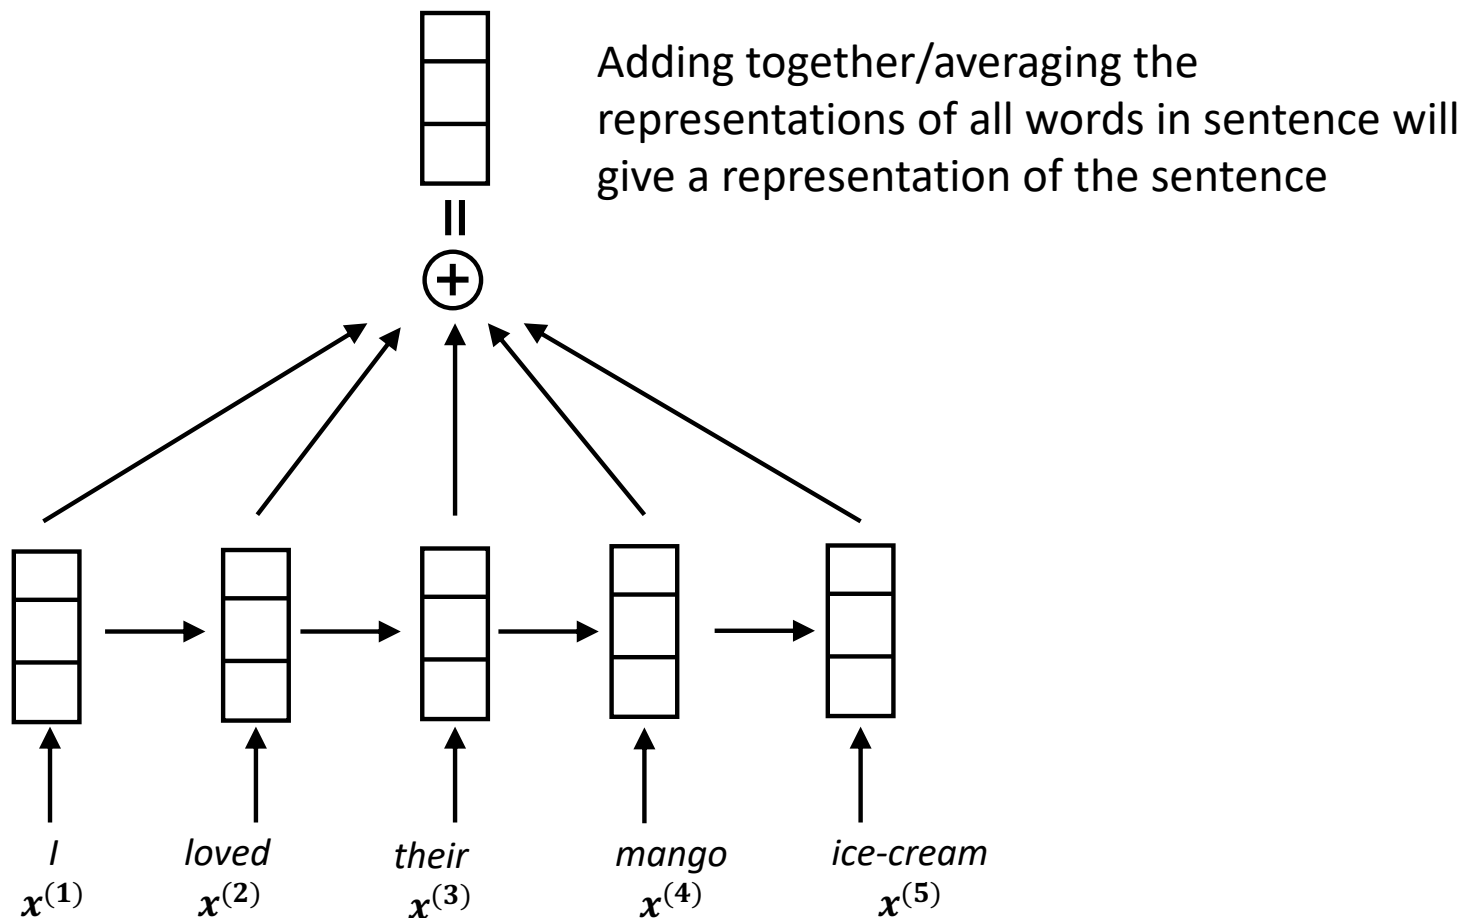 Adding together/averaging the
representations of all words in sentence will
give a representation of the sentence
=
+
I loved their mango ice-cream
x^(1) x^(2) x^(3) x^(4) x^(5)